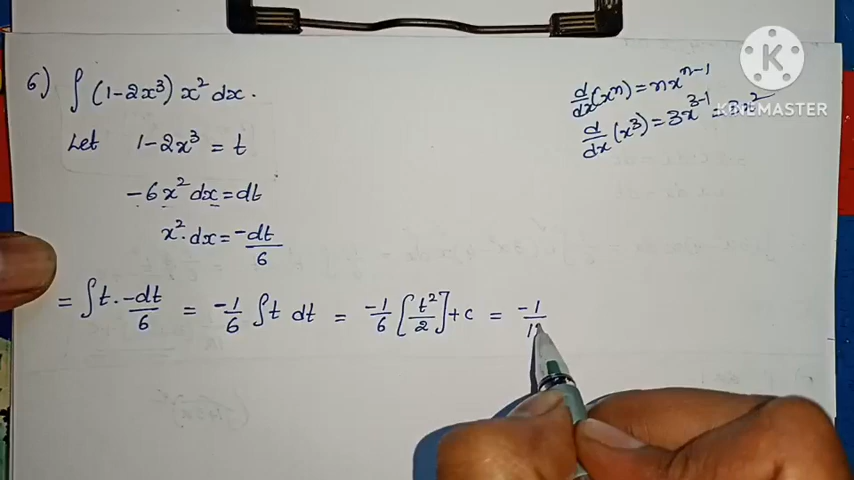 6) ∫ (1-2x³) x² dx.
Let 1-2x³ = t
-6x² dx = dt
x². dx = -dt/6
= ∫ t. -dt/6 = -1/6 ∫ t dt = -1/6 [t²/2] + c = -1/
d/dx (xⁿ) = nxⁿ⁻¹
d/dx (x³) = 3x³⁻¹ = 3x²
KINEMASTER